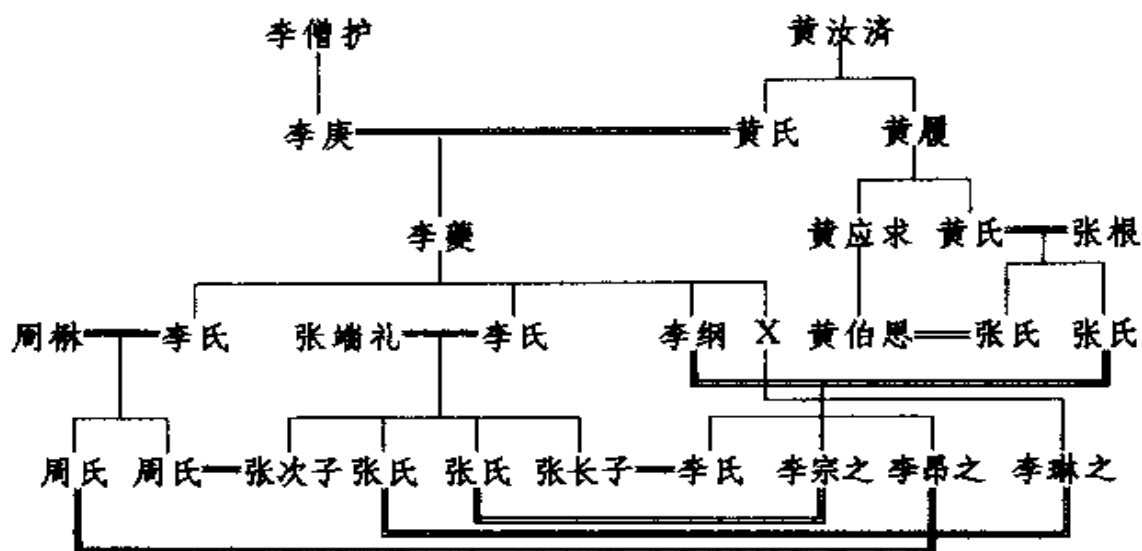 李僧护 黄汝济
李庚 黄氏 黄履
李夔 黄应求 黄氏 张根
周楙 李氏 张端礼 李氏 李纲 X 黄伯思 张氏 张氏
周氏 周氏 张次子 张氏 张氏 张长子 李氏 李宗之 李昂之 李琳之